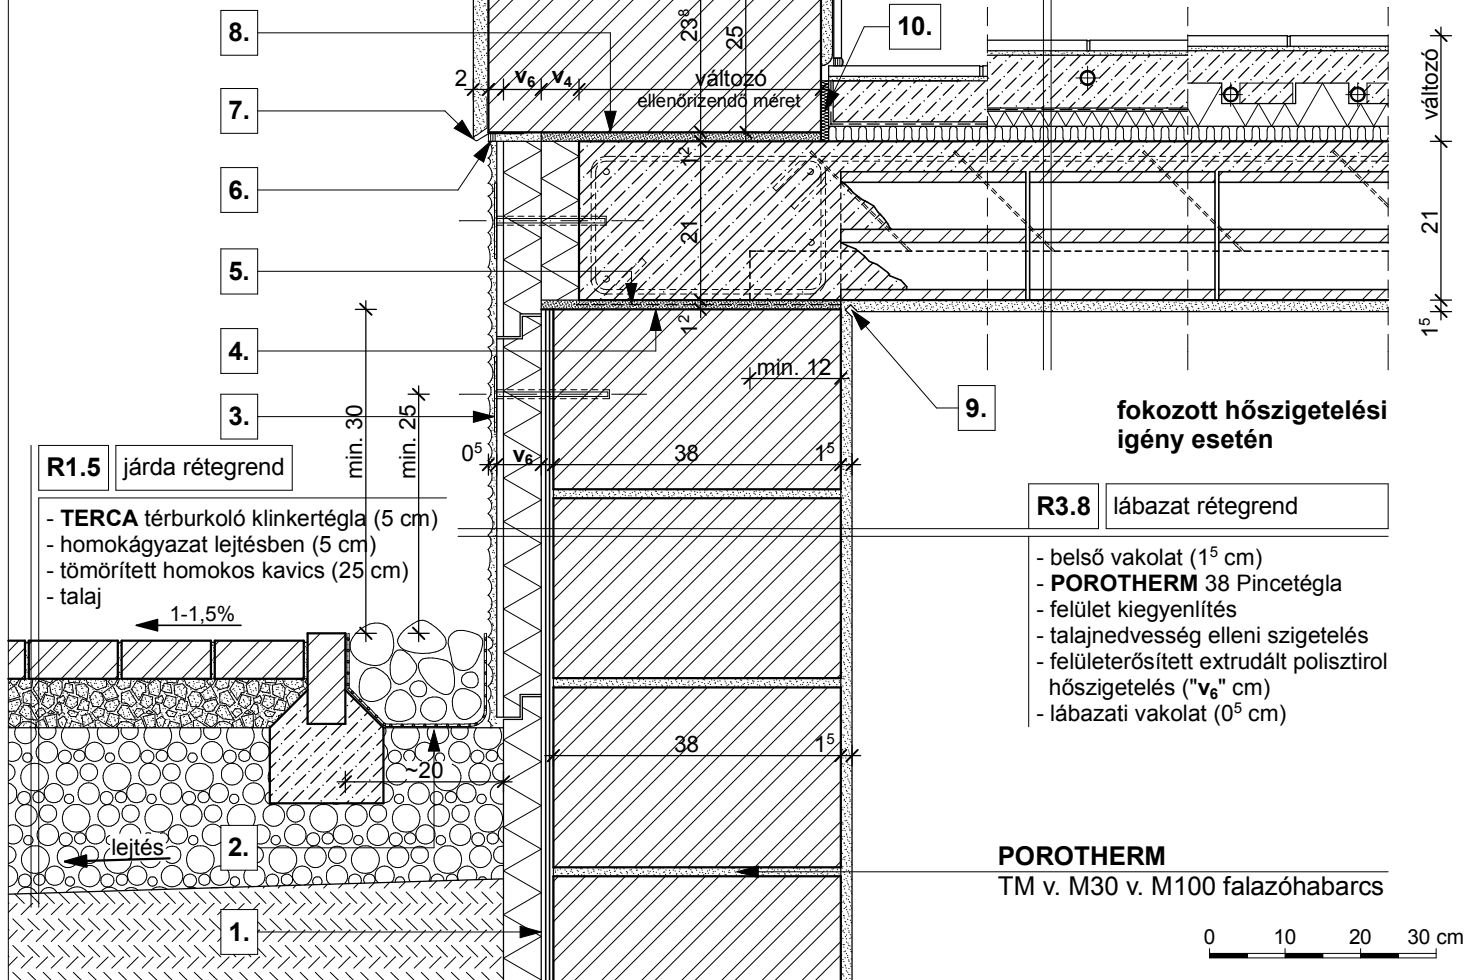 8.
10.
23⁸
25
2
v₆
v₄
változó
ellenőrizendő méret
változó
7.
1²
6.
21
21
5.
1²
1⁵
4.
min. 12
9.
3.
min. 30
min. 25
fokozott hőszigetelési
igény esetén
0⁵
v₆
38
1⁵
R1.5
járda rétegrend
- TERCA térburkoló klinkertégla (5 cm)
- homokágyazat lejtésben (5 cm)
- tömörített homokos kavics (25 cm)
- talaj
1-1,5%
R3.8
lábazat rétegrend
- belső vakolat (1⁵ cm)
- POROTHERM 38 Pincetégla
- felület kiegyenlítés
- talajnedvesség elleni szigetelés
- felületerősített extrudált polisztirol
hőszigetelés ("v₆" cm)
- lábazati vakolat (0⁵ cm)
38
1⁵
~20
2.
lejtés
POROTHERM
TM v. M30 v. M100 falazóhabarcs
1.
0
10
20
30 cm